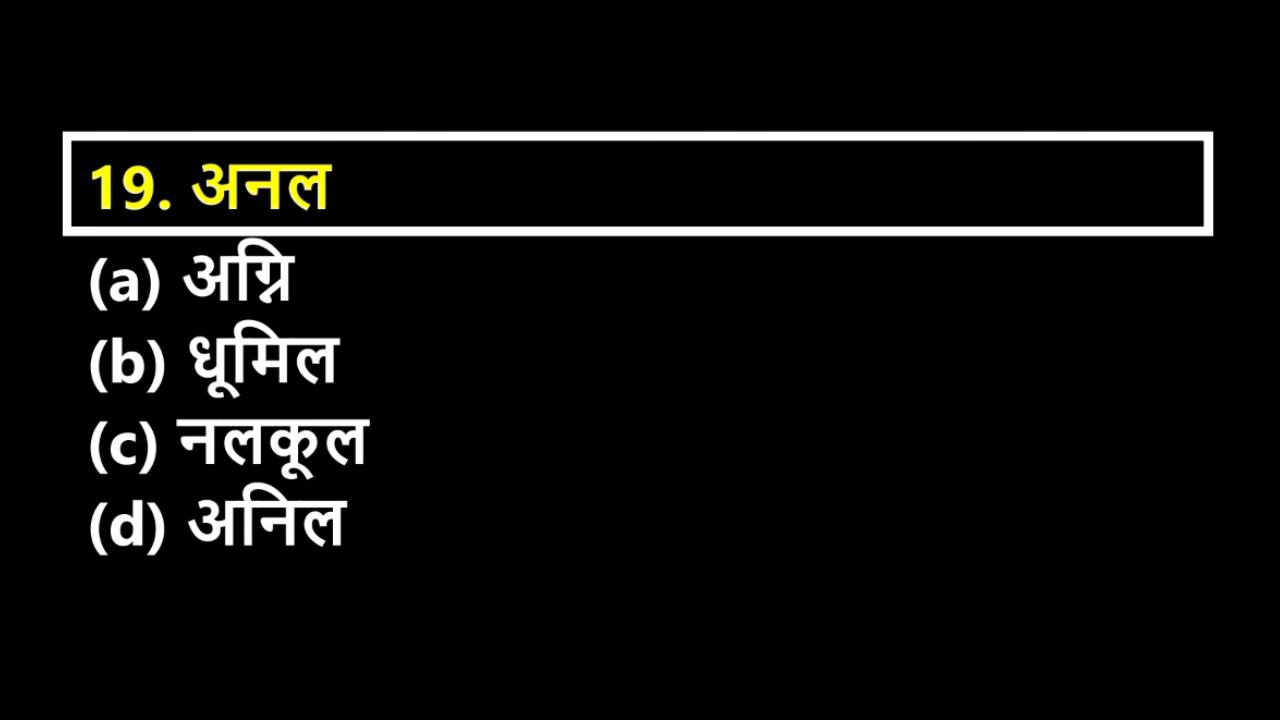 19. अनल
(a) अग्नि
(b) धूमिल
(c) नलकूल
(d) अनिल